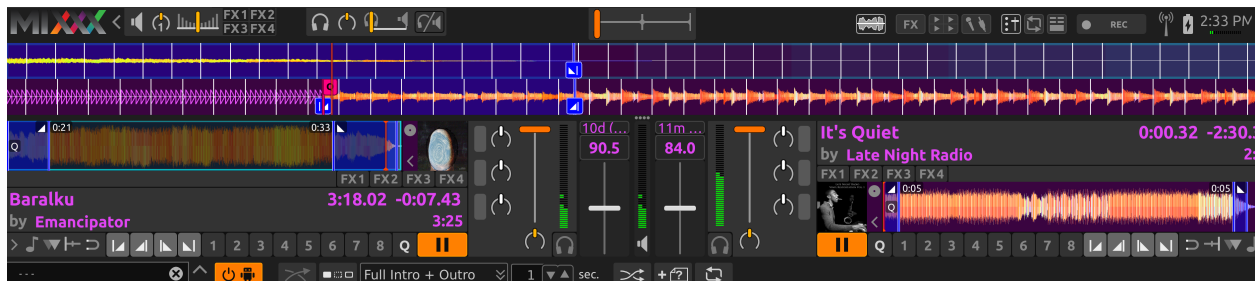 MIXXX
FX1 FX2
FX3 FX4
FX
REC
2:33 PM
C
0:21
0:33
Q
FX1 FX2 FX3 FX4
Baralku
3:18.02 -0:07.43
by Emancipator
3:25
1 2 3 4 5 6 7 8 Q
10d (...
90.5
11m ...
84.0
It's Quiet
0:00.32 -2:30.
by Late Night Radio
2:
FX1 FX2 FX3 FX4
0:05
0:05
Q
Q 1 2 3 4 5 6 7 8
---
Full Intro + Outro
1
sec.
+ ?